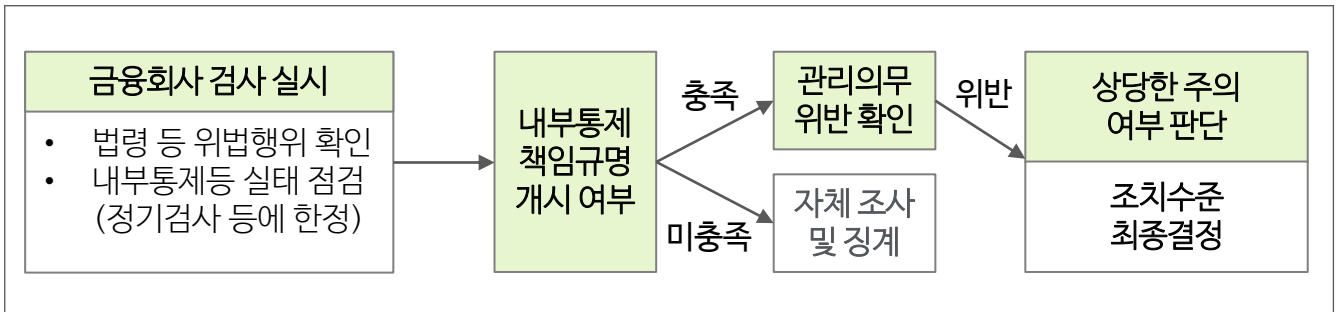 금융회사 검사 실시
• 법령 등 위법행위 확인
• 내부통제등 실태 점검
(정기검사 등에 한정)
내부통제
책임규명
개시 여부
충족
미충족
관리의무
위반 확인
자체 조사
및 징계
위반
상당한 주의
여부 판단
조치수준
최종결정